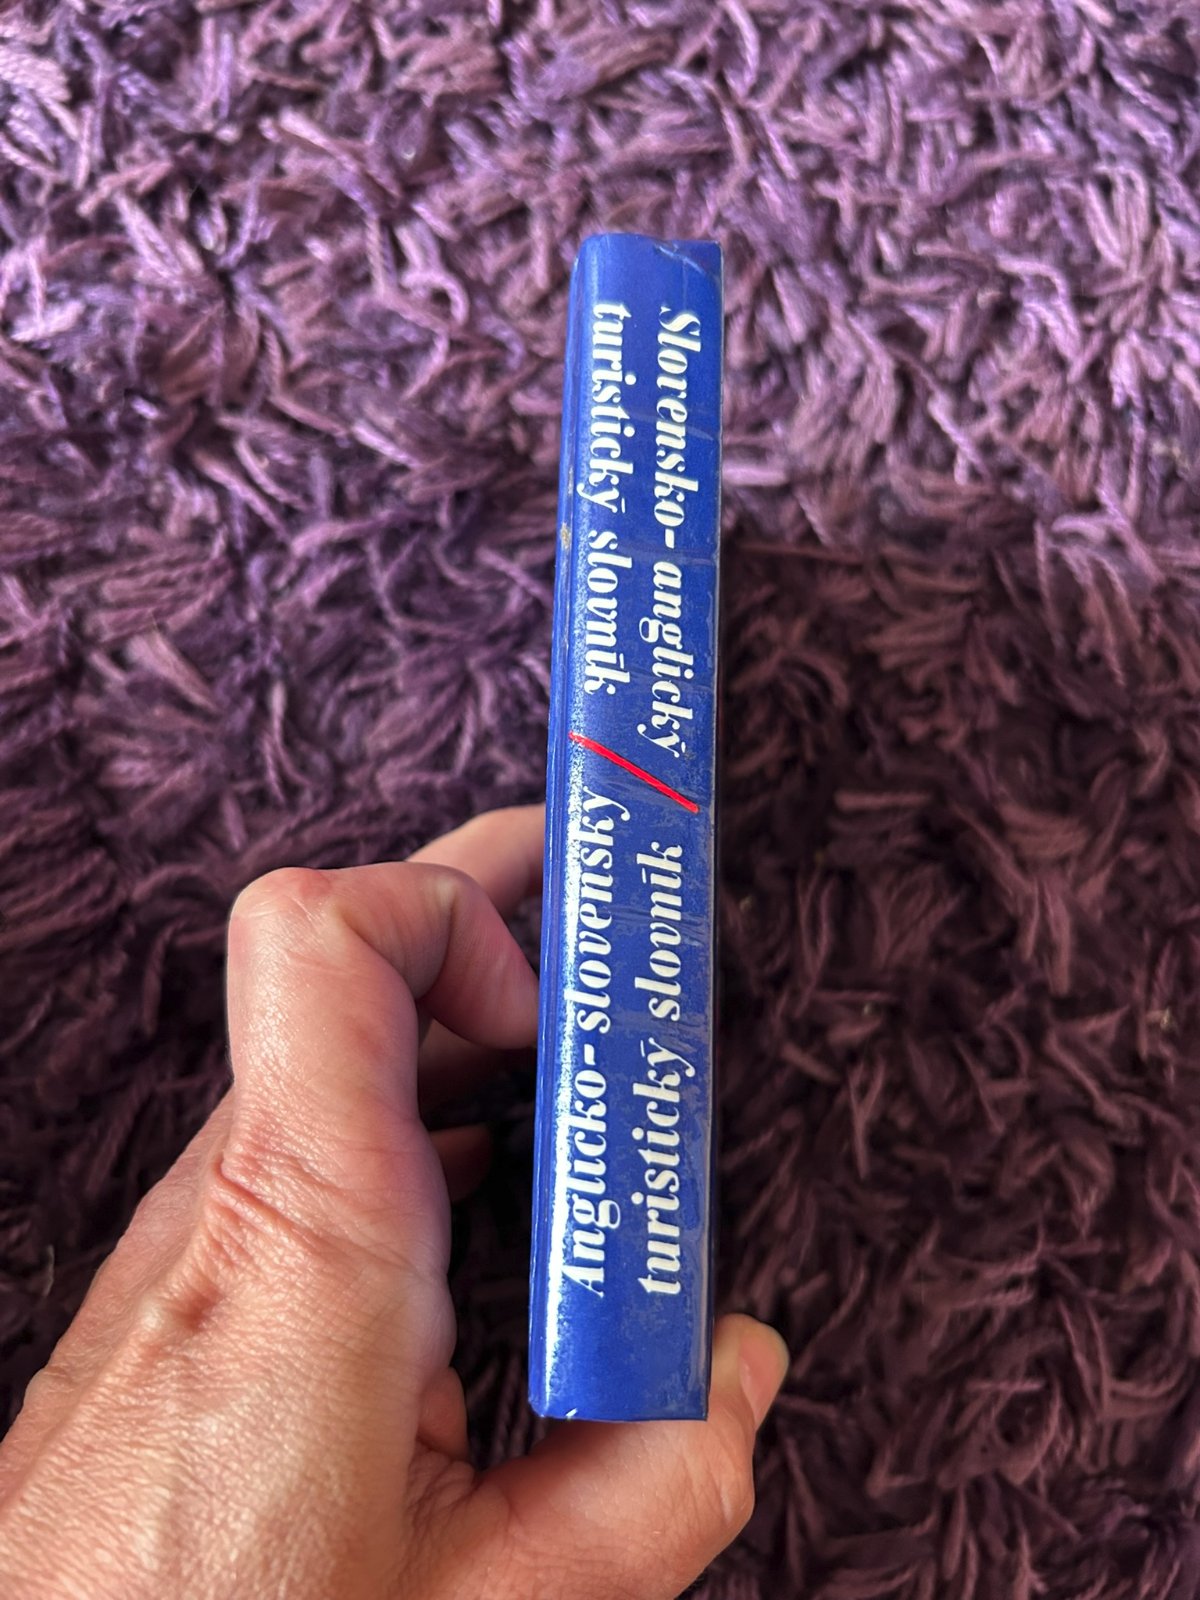 Slovensko-anglický
turistický slovník
Anglicko-slovenský
turistický slovník